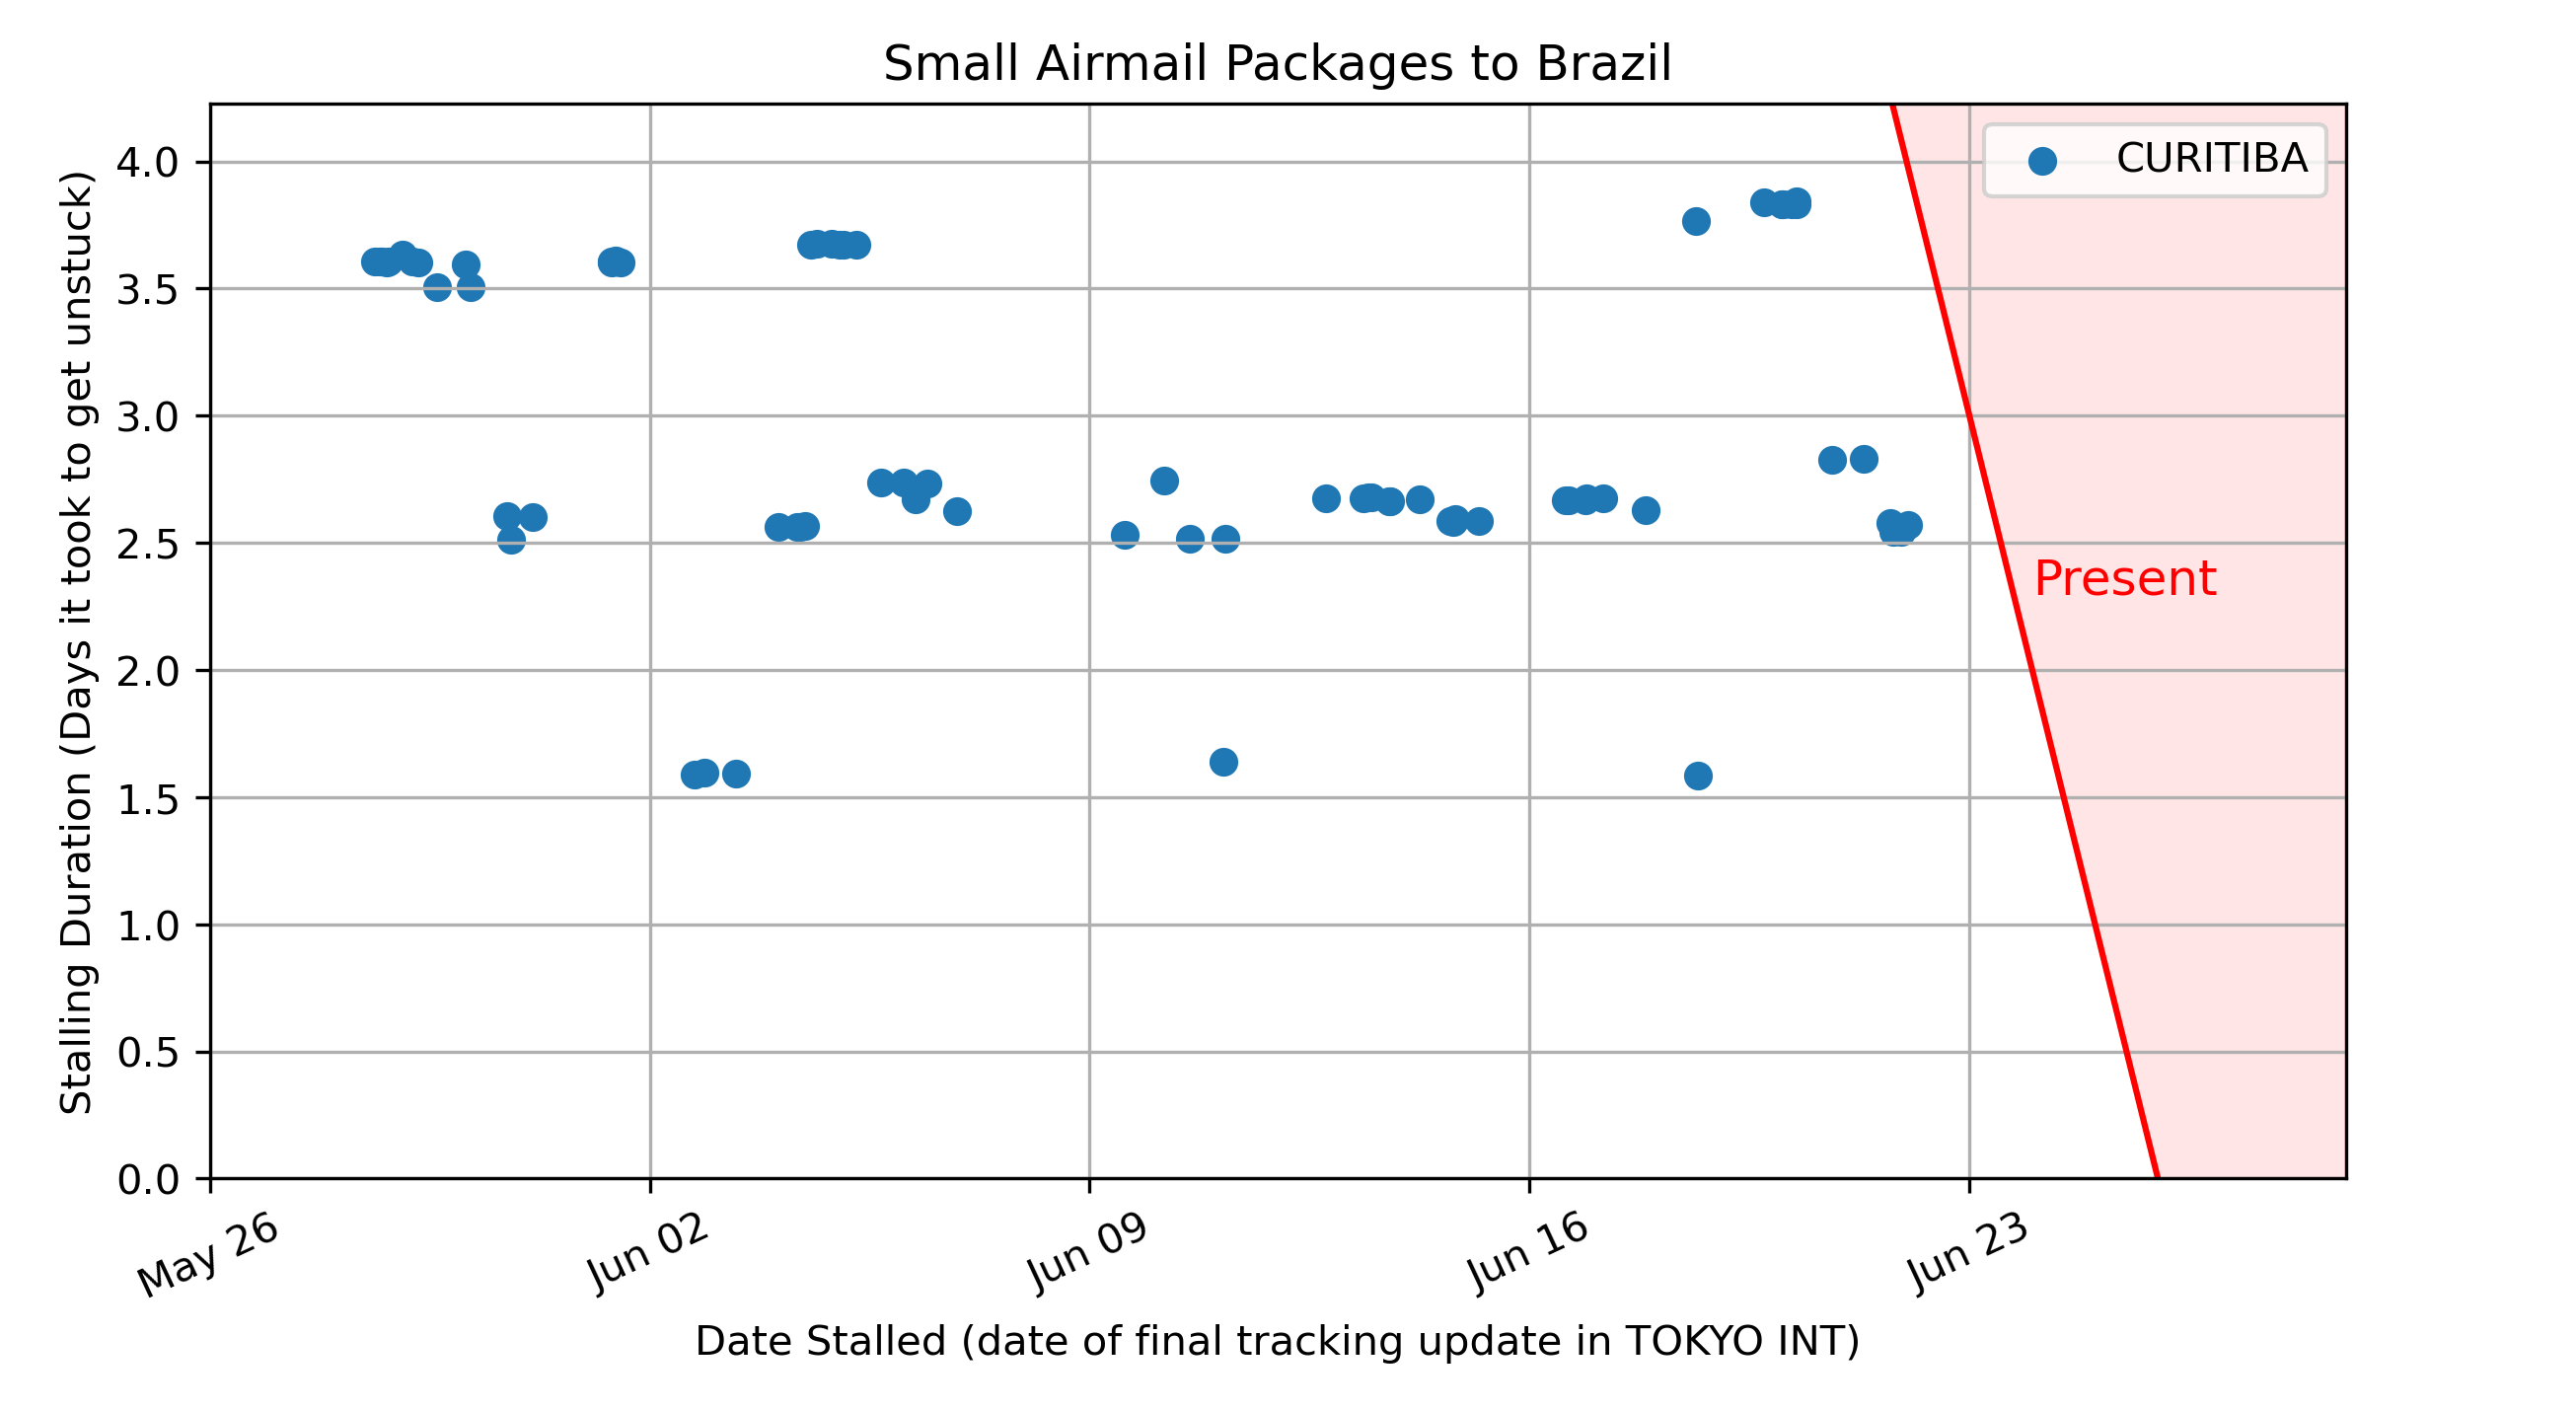 Small Airmail Packages to Brazil
CURITIBA
Stalling Duration (Days it took to get unstuck)
4.0
3.5
3.0
2.5
2.0
1.5
1.0
0.5
0.0
Present
May 26
Jun 02
Jun 09
Jun 16
Jun 23
Date Stalled (date of final tracking update in TOKYO INT)